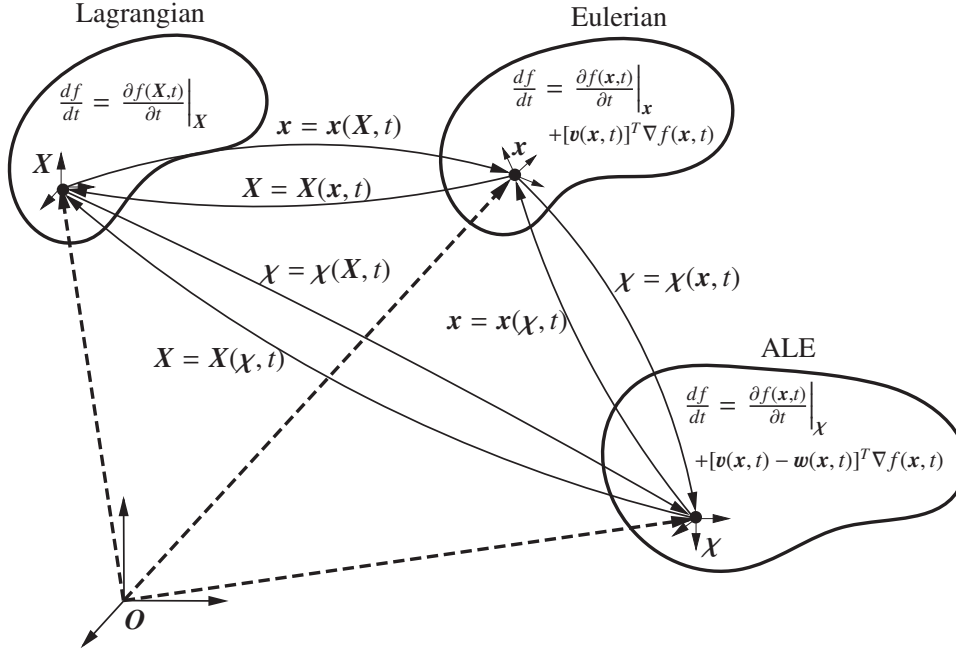 Lagrangian
Eulerian
df/dt = ∂f(X,t)/∂t |_X
df/dt = ∂f(x,t)/∂t |_x
+[v(x, t)]^T ∇f(x, t)
x = x(X, t)
X
x
X = X(x, t)
χ = χ(X, t)
χ = χ(x, t)
x = x(χ, t)
X = X(χ, t)
ALE
df/dt = ∂f(x,t)/∂t |_χ
+[v(x, t) − w(x, t)]^T ∇f(x, t)
χ
O